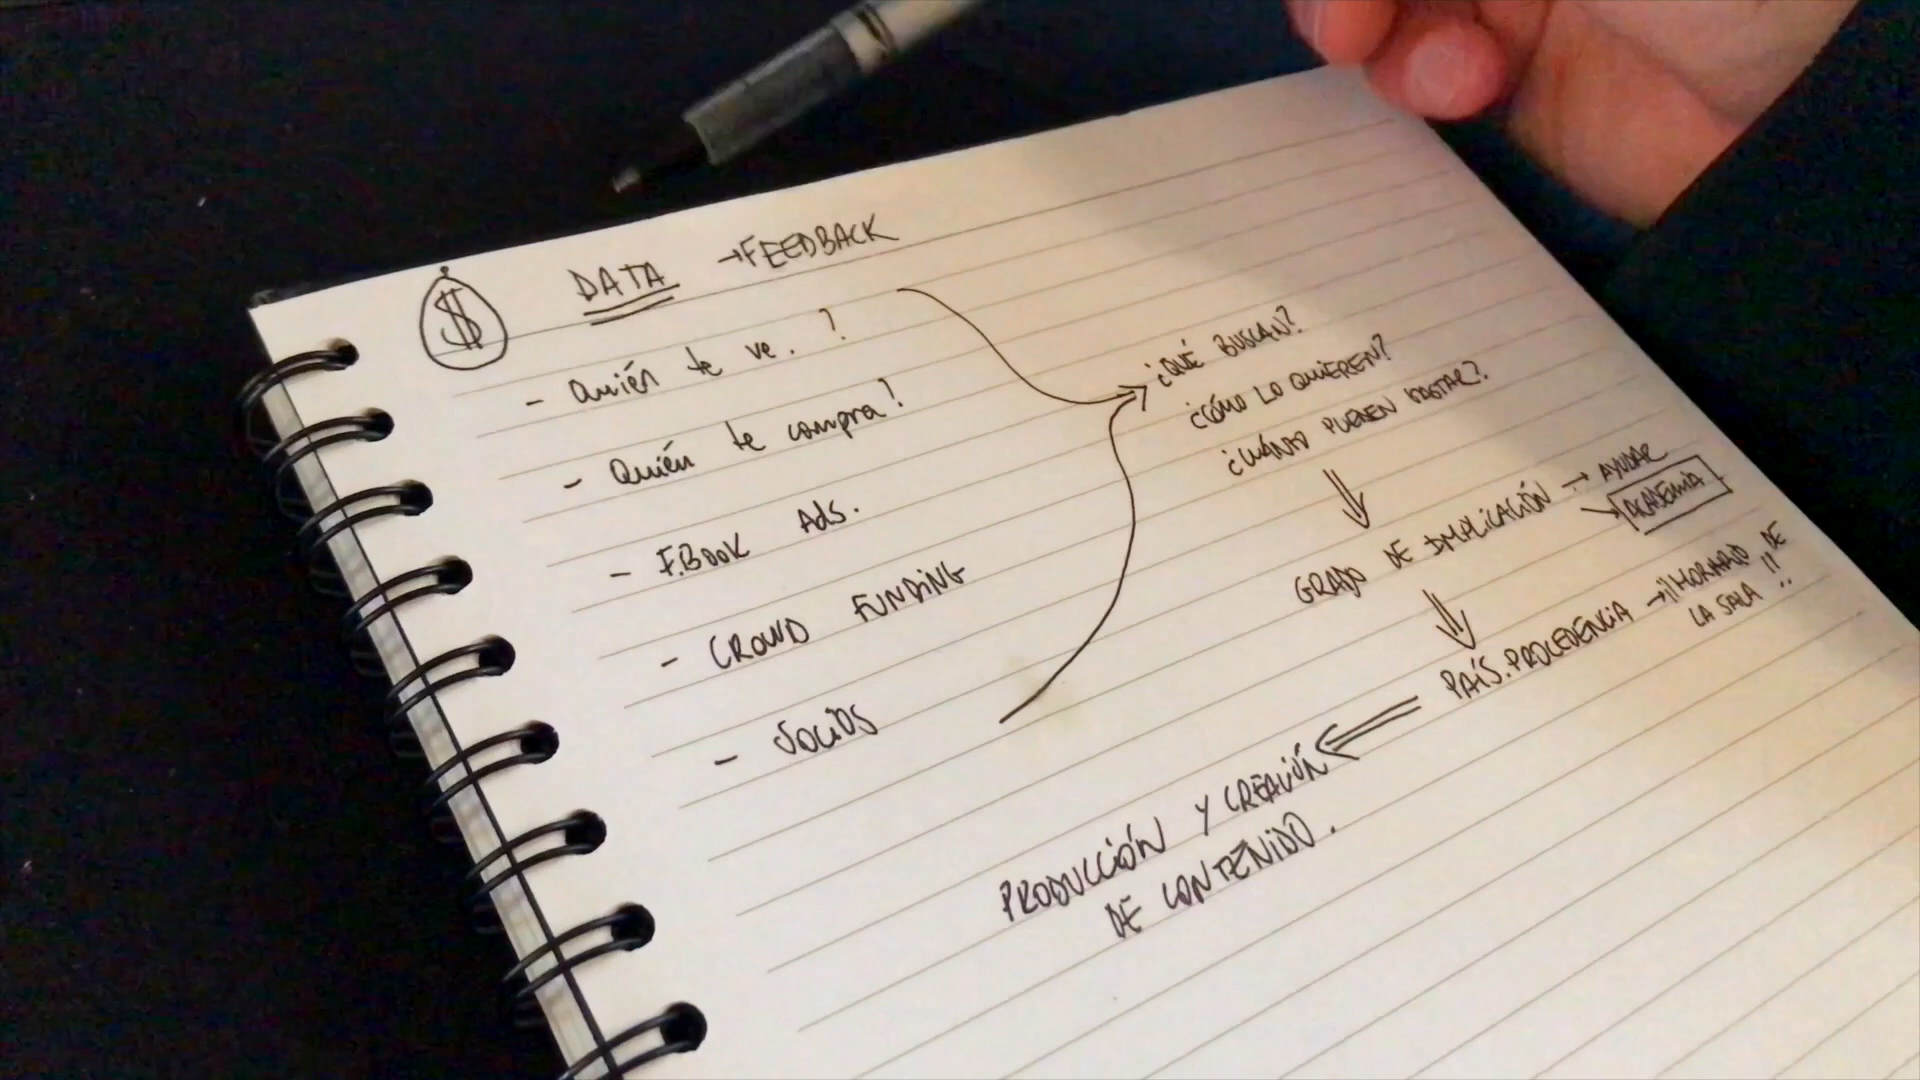 $ DATA → FEEDBACK
- Quién te ve. ?
- Quién te compra?
- F.BOOK Ads.
- CROWD FUNDING
- SOCIOS
¿QUÉ BUSCAN?
¿CÓMO LO QUIEREN?
¿CUÁNTO PUEDEN GASTAR?
GRADO DE IMPLICACIÓN → AYUDAR
→ ACADEMIA
PAÍS. PROCEDENCIA → ¡¡HORARIO DE
LA SALA!!
PRODUCCIÓN Y CREACIÓN
DE CONTENIDO.